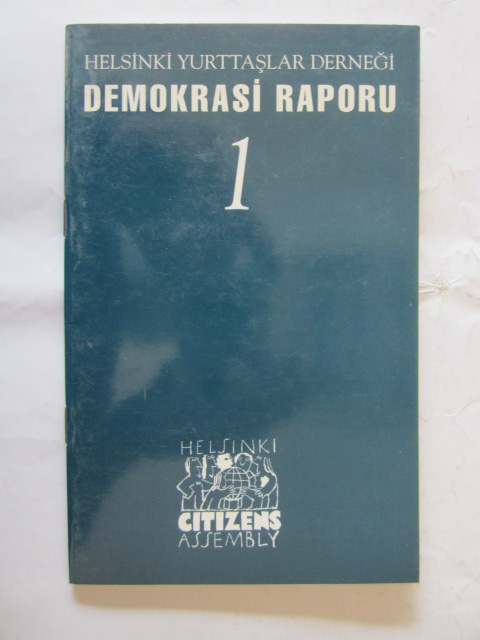 HELSİNKİ YURTTAŞLAR DERNEĞİ
DEMOKRASİ RAPORU
1
HELSINKI
CITIZENS
ASSEMBLY